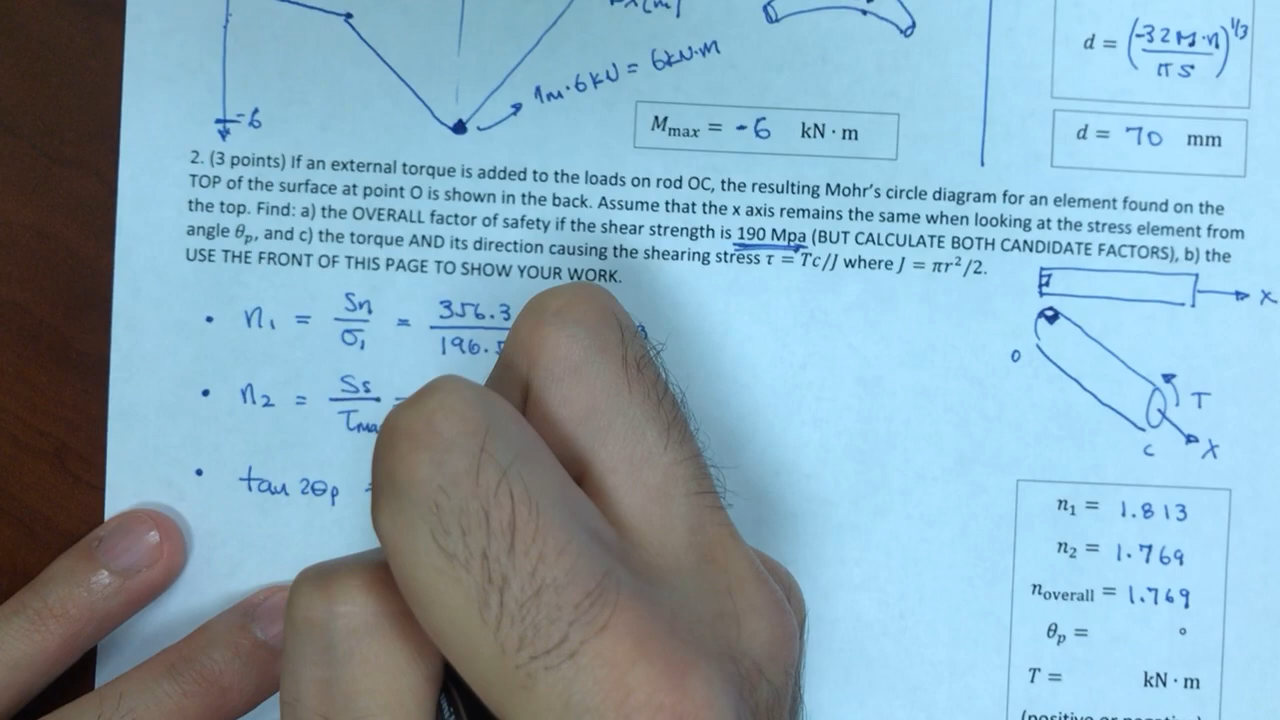 -6
1m·6kN = 6kN·m
M_max = -6 kN · m
d = (-32M·n / πS)^1/3
d = 70 mm
2. (3 points) If an external torque is added to the loads on rod OC, the resulting Mohr's circle diagram for an element found on the
TOP of the surface at point O is shown in the back. Assume that the x axis remains the same when looking at the stress element from
the top. Find: a) the OVERALL factor of safety if the shear strength is 190 Mpa (BUT CALCULATE BOTH CANDIDATE FACTORS), b) the
angle θ_p, and c) the torque AND its direction causing the shearing stress τ = Tc/J where J = πr²/2.
USE THE FRONT OF THIS PAGE TO SHOW YOUR WORK.
• n₁ = Sn / σ₁ = 356.3 / 196.5
• n₂ = Ss / τma
• tan 2θp =
X
O
T
C
X
n₁ = 1.813
n₂ = 1.769
n_overall = 1.769
θ_p = °
T = kN · m
(positive or